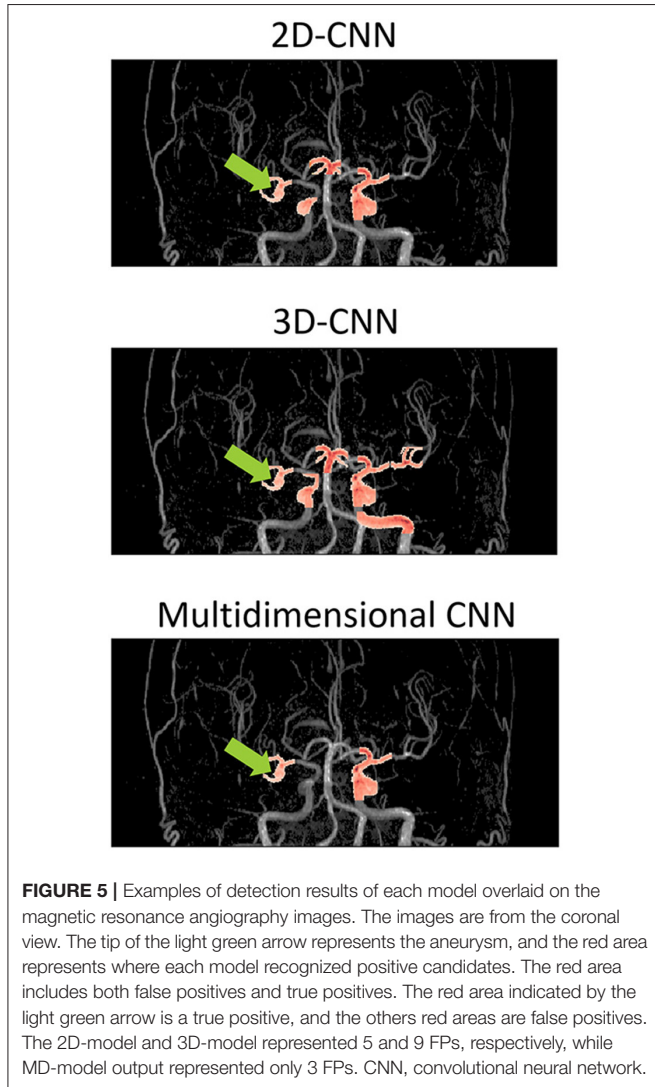 2D-CNN
3D-CNN
Multidimensional CNN
FIGURE 5 | Examples of detection results of each model overlaid on the
magnetic resonance angiography images. The images are from the coronal
view. The tip of the light green arrow represents the aneurysm, and the red area
represents where each model recognized positive candidates. The red area
includes both false positives and true positives. The red area indicated by the
light green arrow is a true positive, and the others red areas are false positives.
The 2D-model and 3D-model represented 5 and 9 FPs, respectively, while
MD-model output represented only 3 FPs. CNN, convolutional neural network.